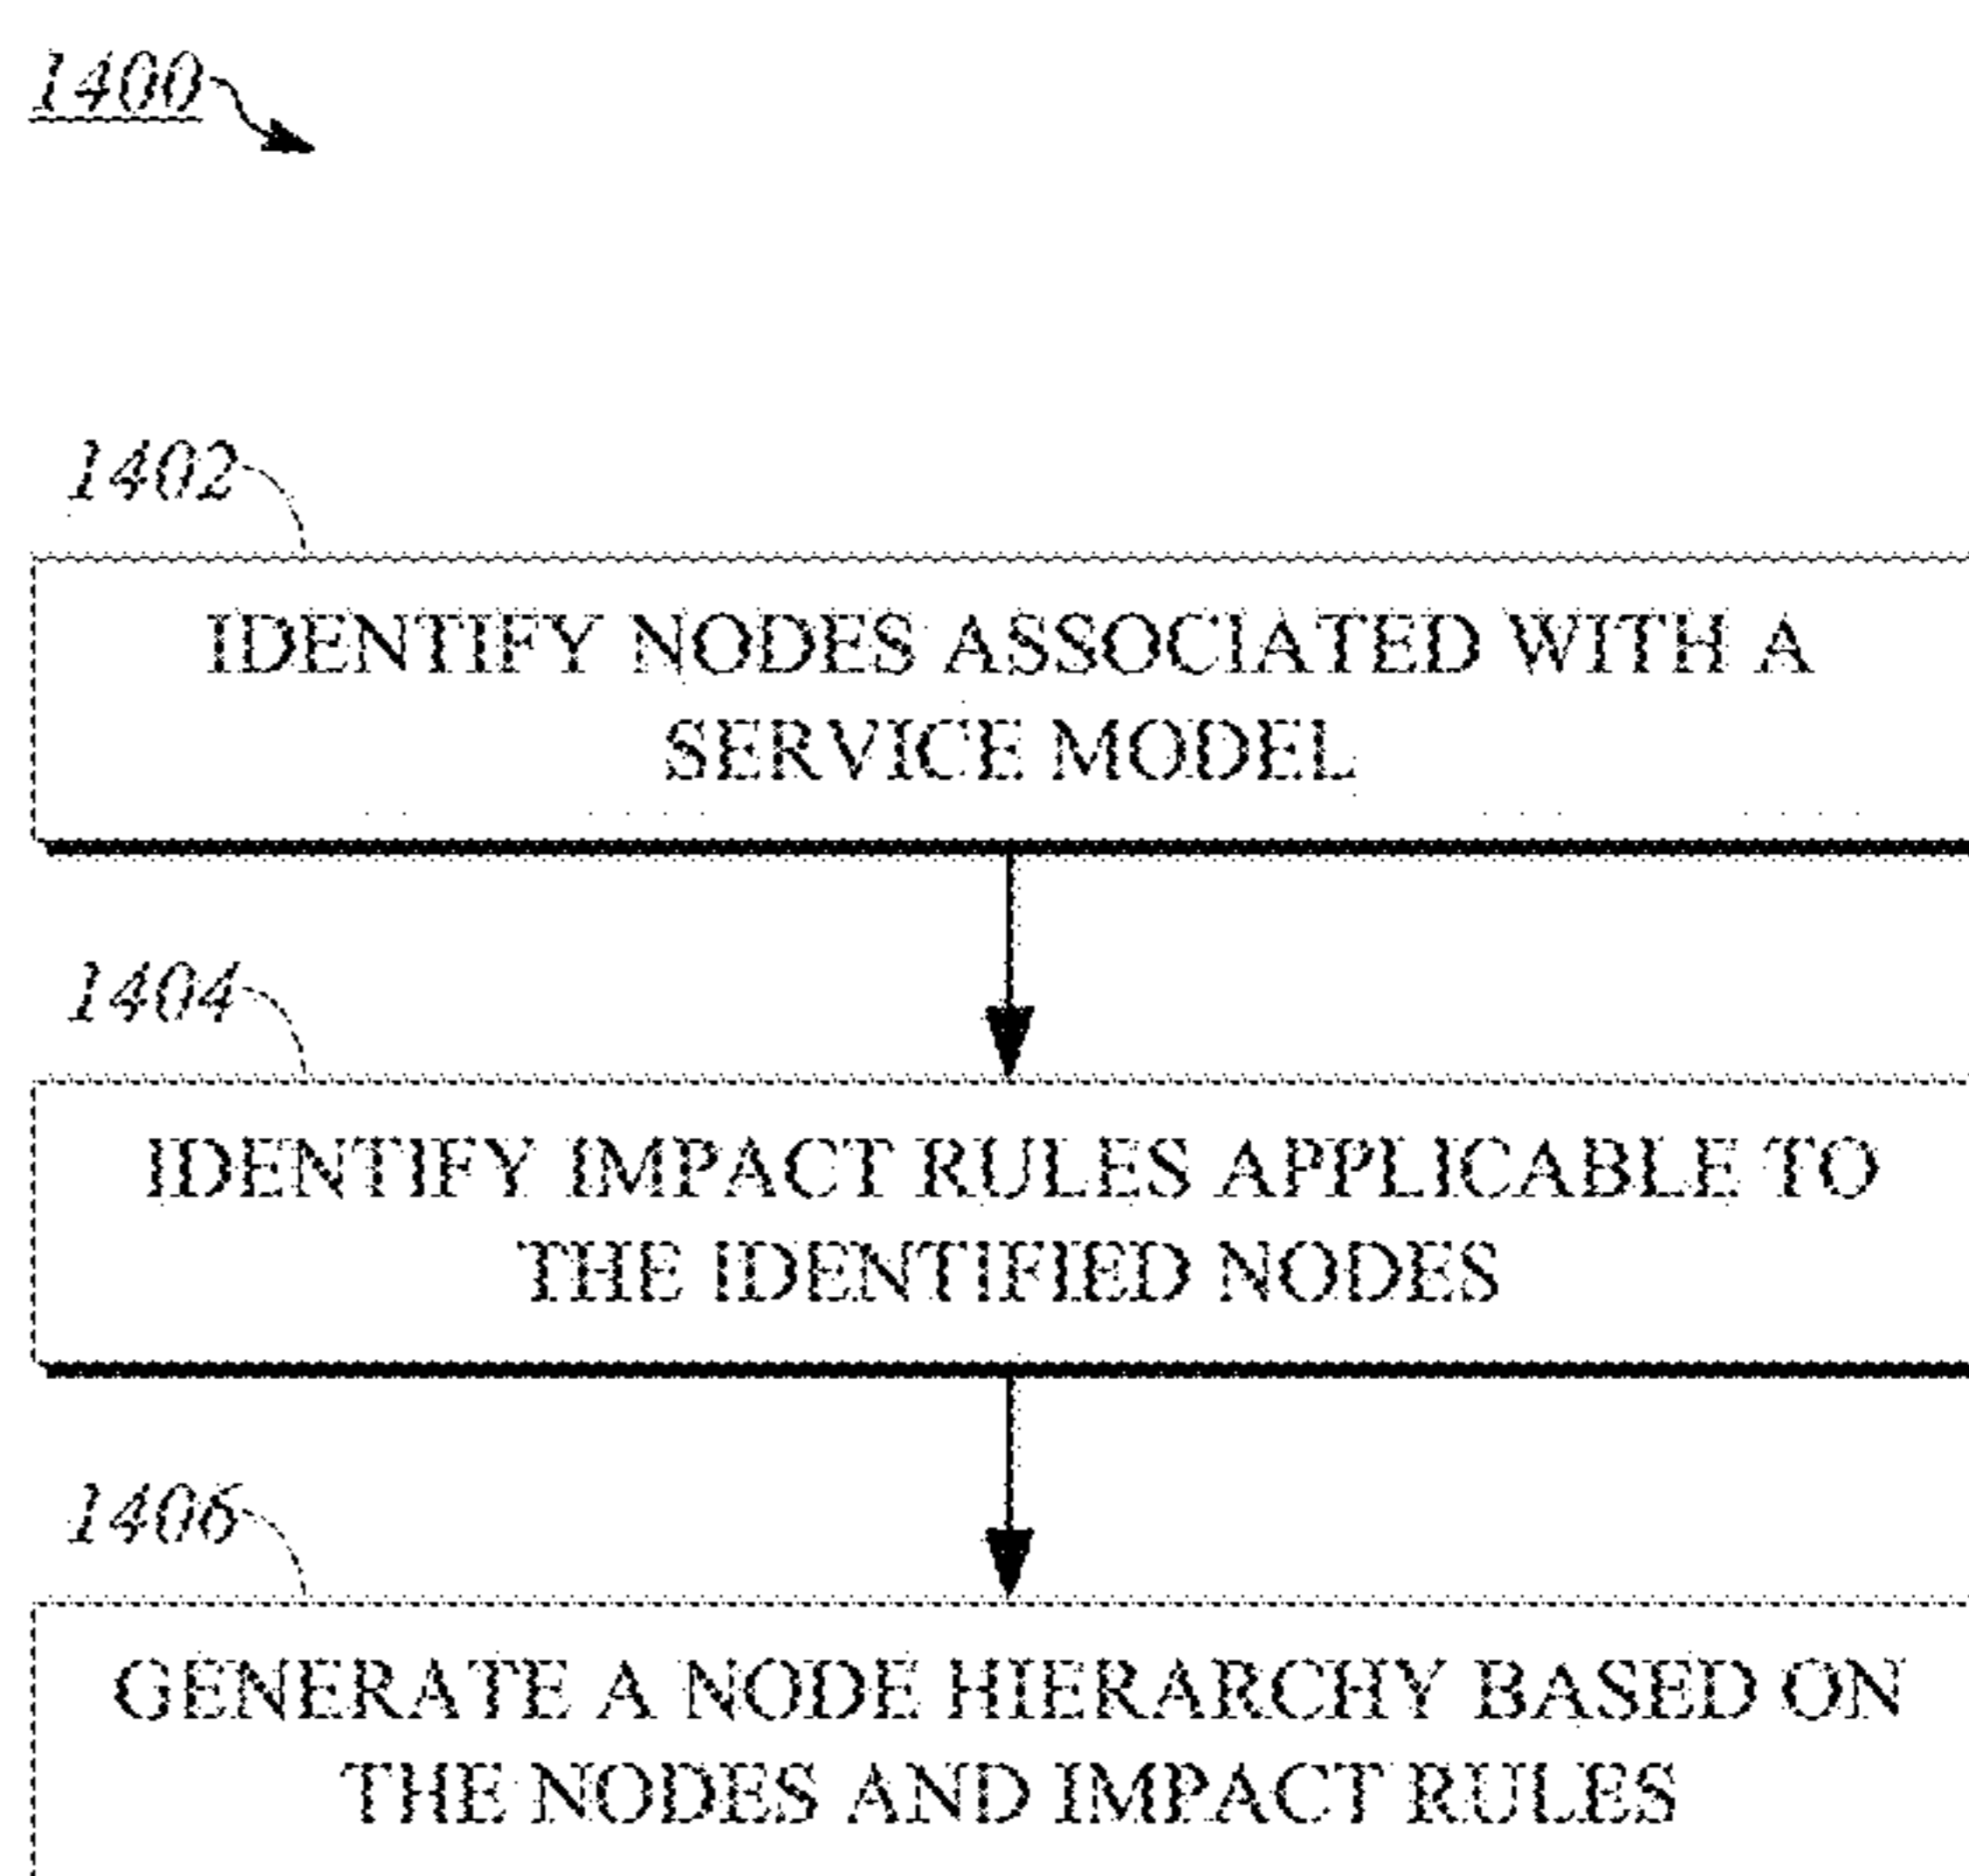 1400
1402
IDENTIFY NODES ASSOCIATED WITH A
SERVICE MODEL
1404
IDENTIFY IMPACT RULES APPLICABLE TO
THE IDENTIFIED NODES
1406
GENERATE A NODE HIERARCHY BASED ON
THE NODES AND IMPACT RULES